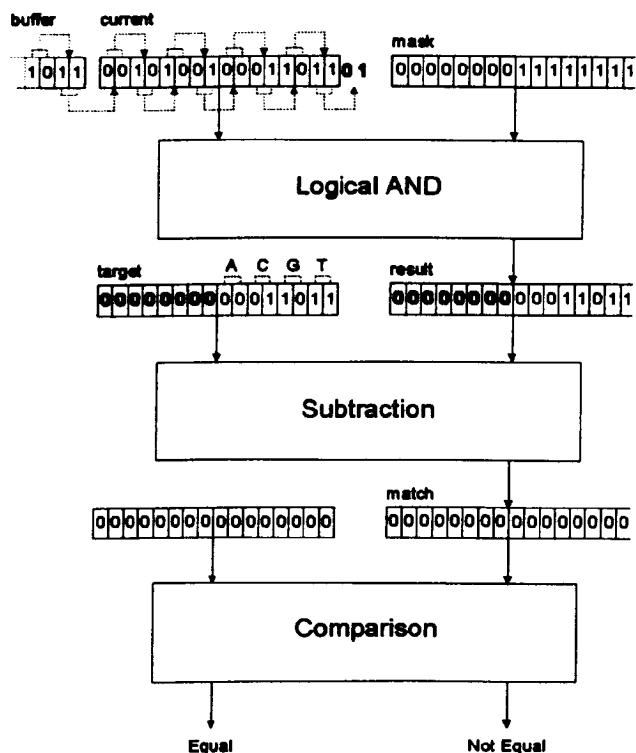 buffer current mask
1011 0010100100011011 01 0000000011111111
Logical AND
A C G T
target result
0000000000011011 0000000000011011
Subtraction
match
0000000000000000 0000000000000000
Comparison
Equal Not Equal